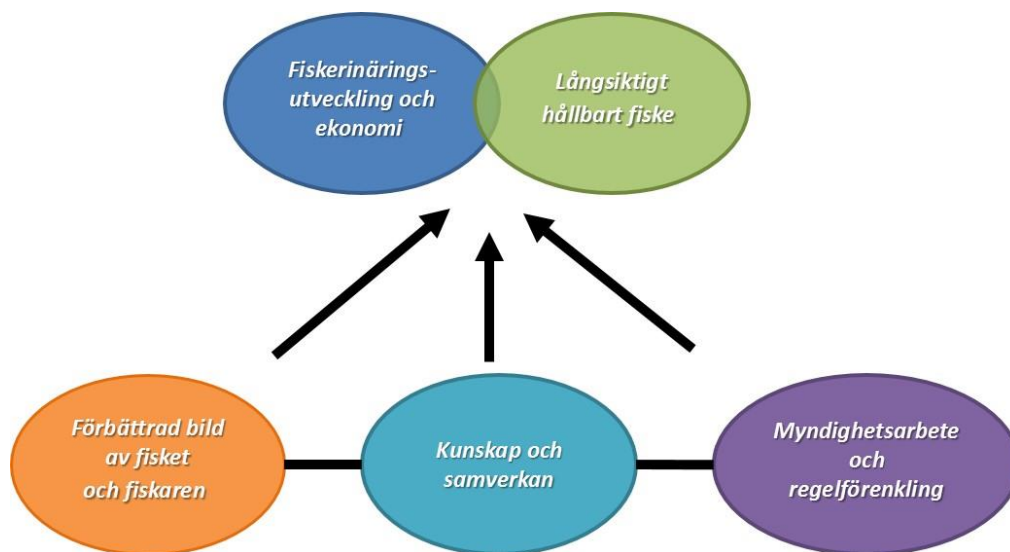 Fiskerinärings-
utveckling och
ekonomi
Långsiktigt
hållbart fiske
Förbättrad bild
av fisket
och fiskaren
Kunskap och
samverkan
Myndighetsarbete
och
regelförenkling